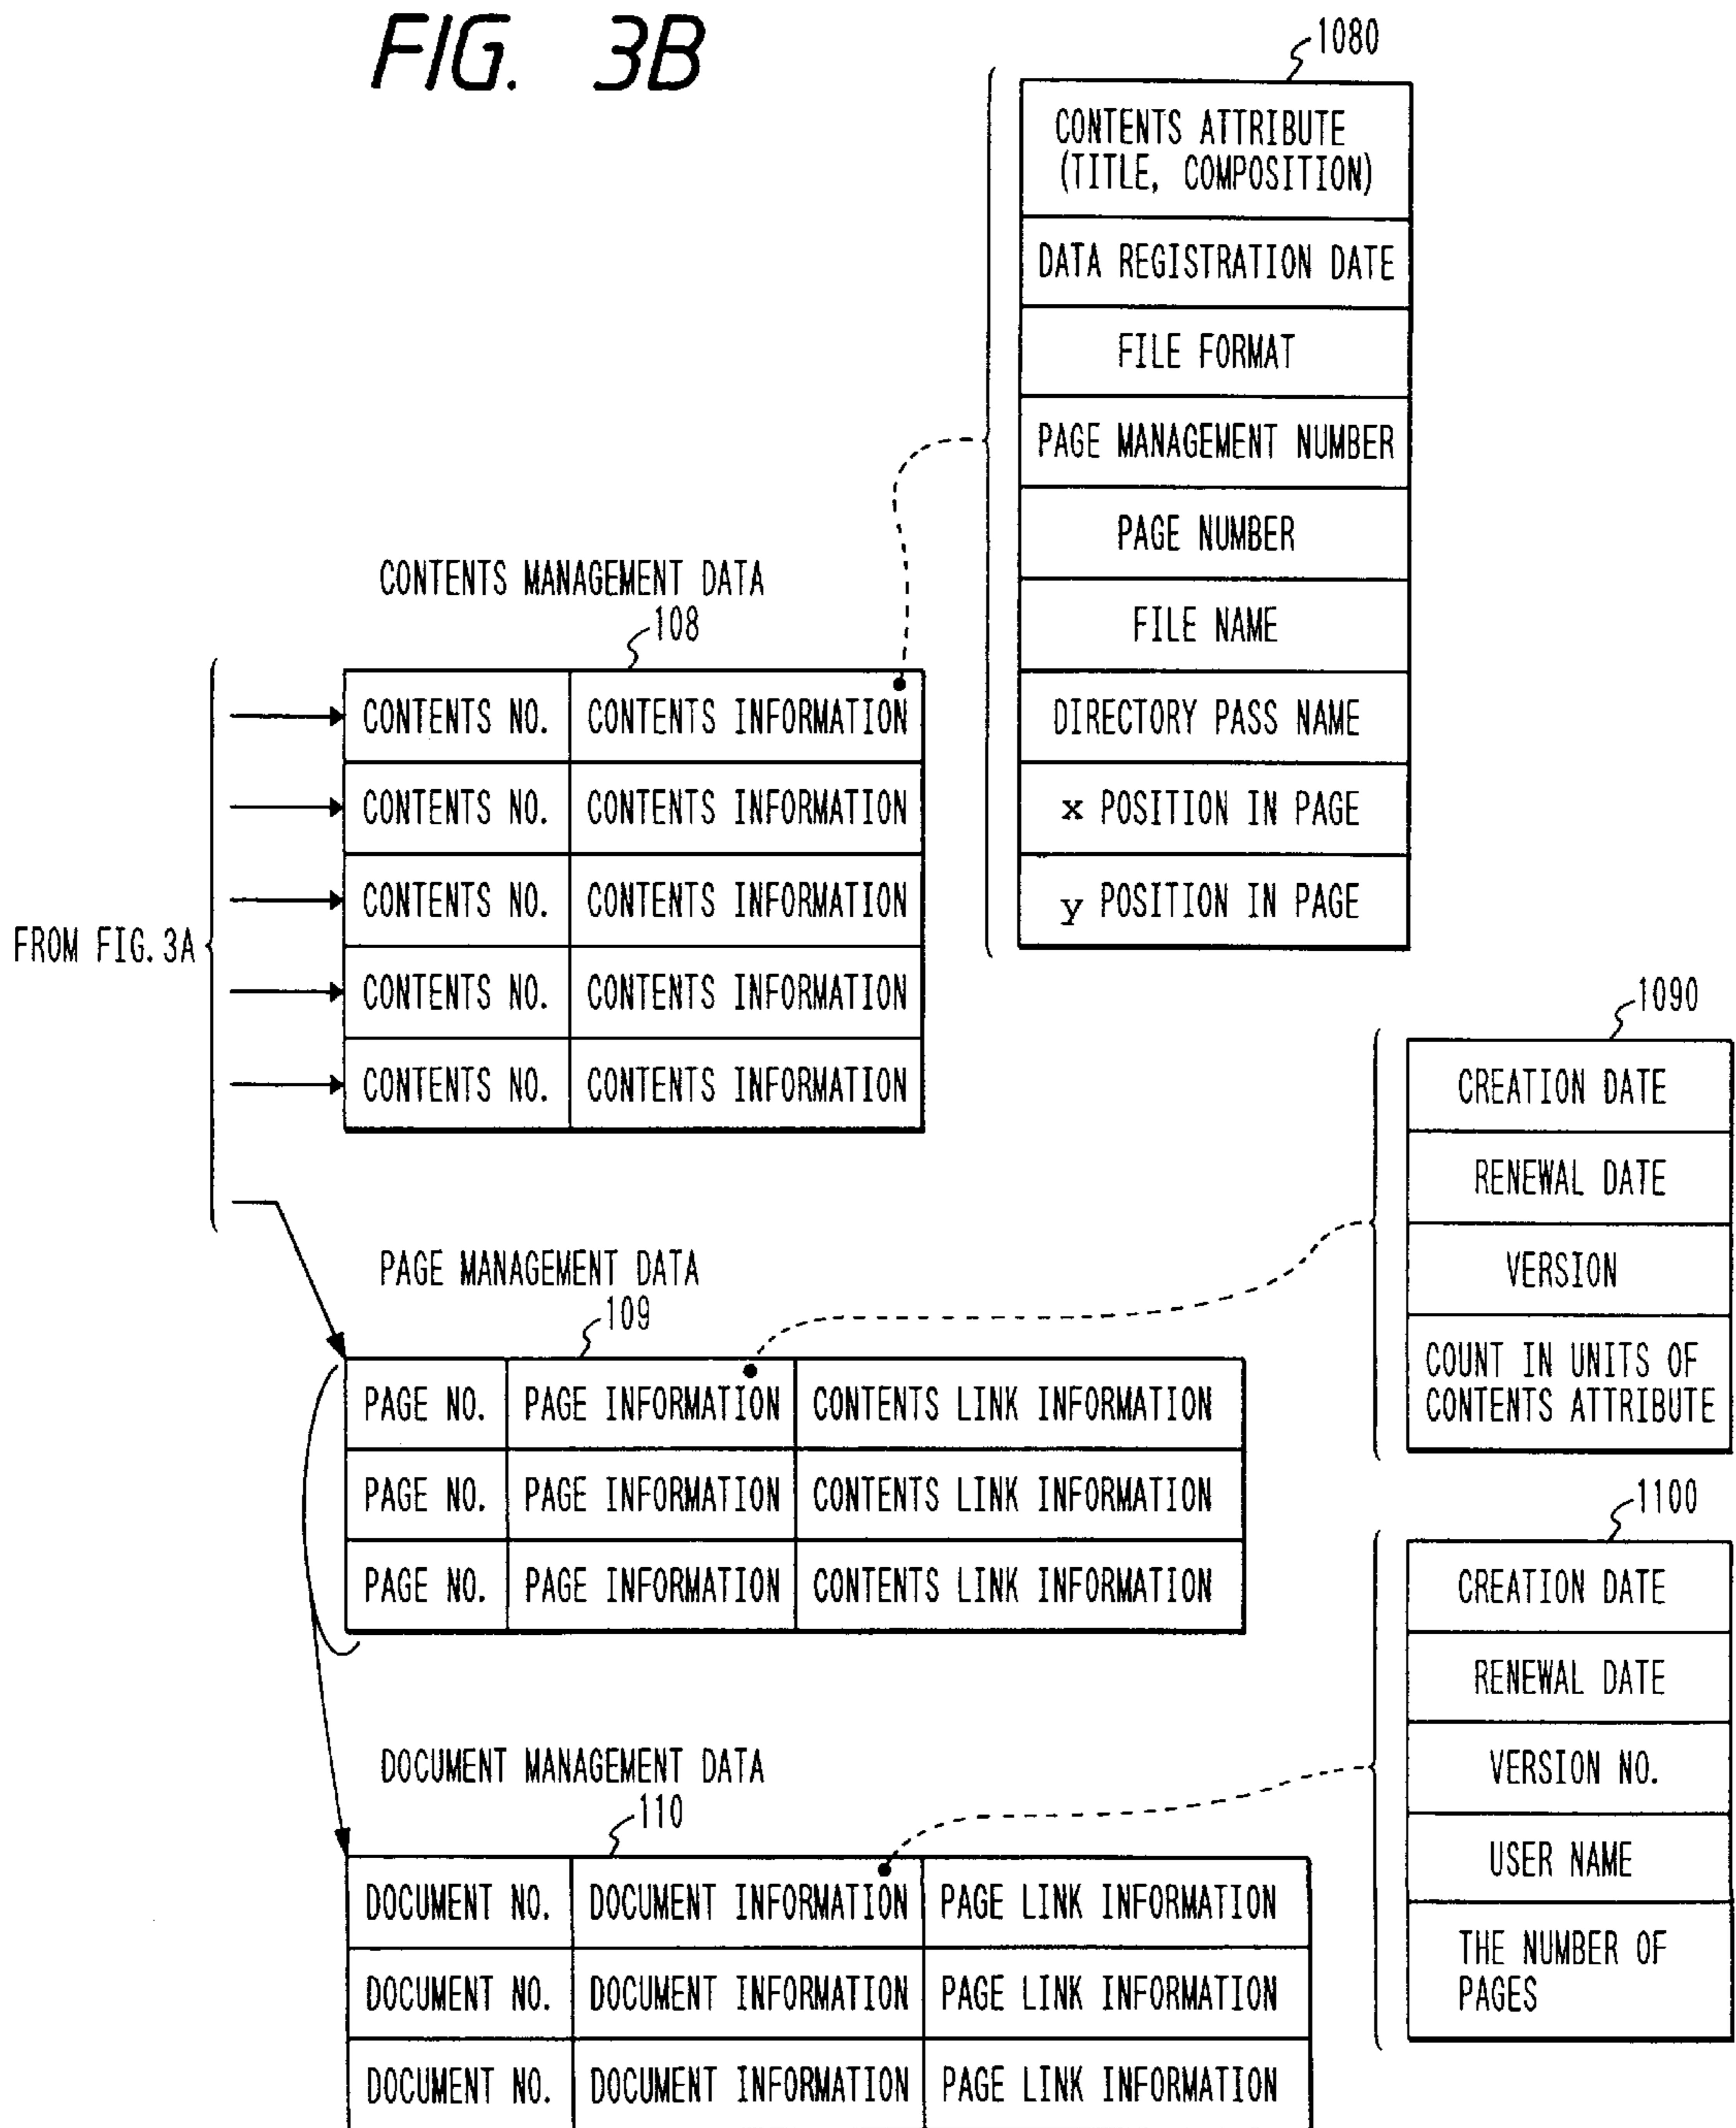 FIG. 3B
1080
CONTENTS ATTRIBUTE
(TITLE, COMPOSITION)
DATA REGISTRATION DATE
FILE FORMAT
PAGE MANAGEMENT NUMBER
PAGE NUMBER
FILE NAME
DIRECTORY PASS NAME
x POSITION IN PAGE
y POSITION IN PAGE
CONTENTS MANAGEMENT DATA
108
CONTENTS NO. CONTENTS INFORMATION
CONTENTS NO. CONTENTS INFORMATION
CONTENTS NO. CONTENTS INFORMATION
CONTENTS NO. CONTENTS INFORMATION
CONTENTS NO. CONTENTS INFORMATION
FROM FIG.3A
1090
CREATION DATE
RENEWAL DATE
VERSION
COUNT IN UNITS OF
CONTENTS ATTRIBUTE
PAGE MANAGEMENT DATA
109
PAGE NO. PAGE INFORMATION CONTENTS LINK INFORMATION
PAGE NO. PAGE INFORMATION CONTENTS LINK INFORMATION
PAGE NO. PAGE INFORMATION CONTENTS LINK INFORMATION
1100
CREATION DATE
RENEWAL DATE
VERSION NO.
USER NAME
THE NUMBER OF
PAGES
DOCUMENT MANAGEMENT DATA
110
DOCUMENT NO. DOCUMENT INFORMATION PAGE LINK INFORMATION
DOCUMENT NO. DOCUMENT INFORMATION PAGE LINK INFORMATION
DOCUMENT NO. DOCUMENT INFORMATION PAGE LINK INFORMATION